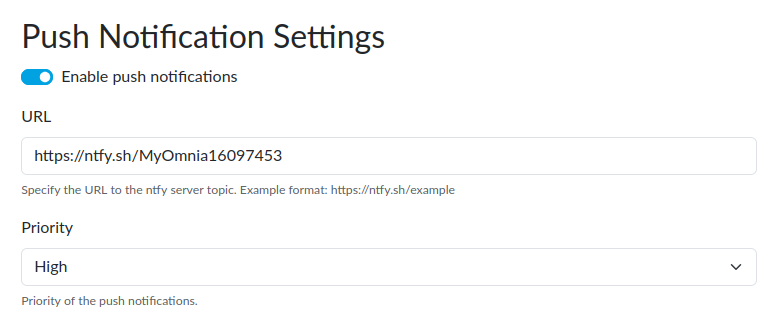 Push Notification Settings
Enable push notifications
URL
https://ntfy.sh/MyOmnia16097453
Specify the URL to the ntfy server topic. Example format: https://ntfy.sh/example
Priority
High
Priority of the push notifications.